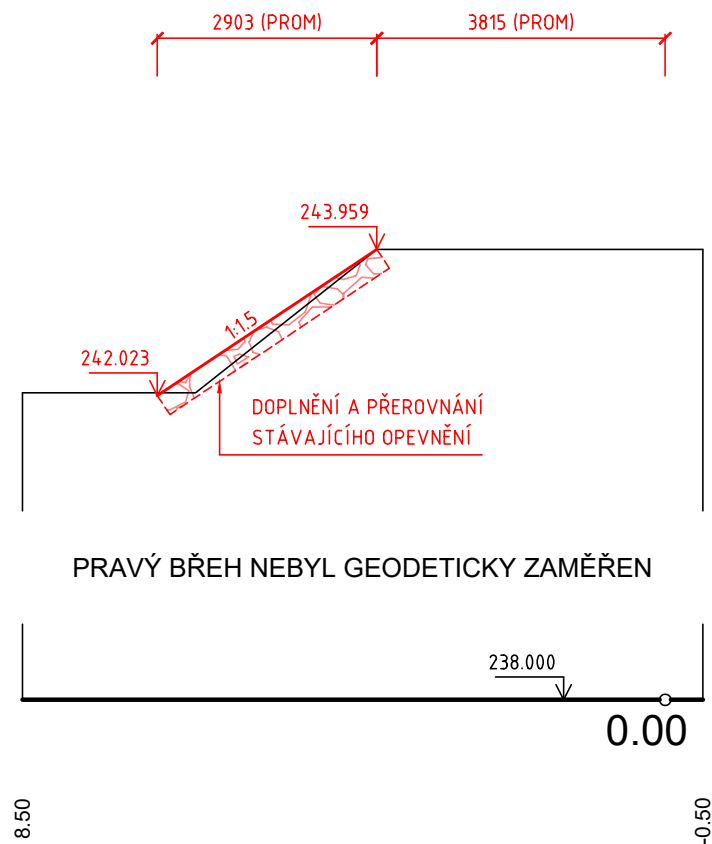 2903 (PROM)
3815 (PROM)
243.959
1:1.5
242.023
DOPLNĚNÍ A PŘEROVNÁNÍ
STÁVAJÍCÍHO OPEVNĚNÍ
PRAVÝ BŘEH NEBYL GEODETICKY ZAMĚŘEN
238.000
0.00
8.50
-0.50